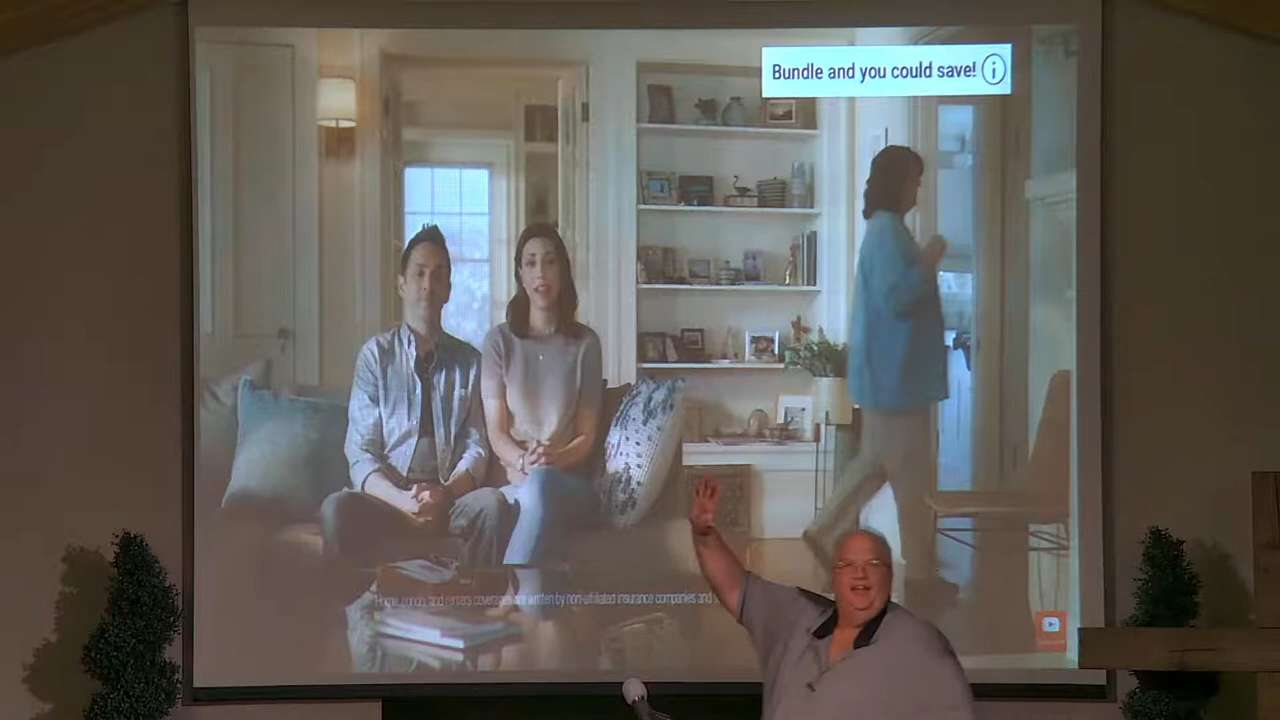 Bundle and you could save!
Home, condo, and renters coverages are written by non-affiliated insurance companies and